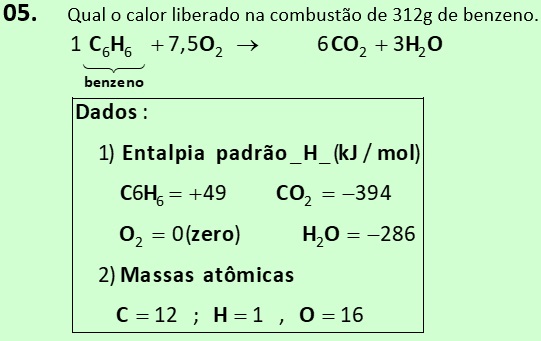 05. Qual o calor liberado na combustão de 312g de benzeno.
1 C₆H₆ + 7,5O₂ → 6CO₂ + 3H₂O
benzeno
Dados :
1) Entalpia padrão _H_ (kJ / mol)
C6H₆ = +49 CO₂ = −394
O₂ = 0(zero) H₂O = −286
2) Massas atômicas
C = 12 ; H = 1 , O = 16